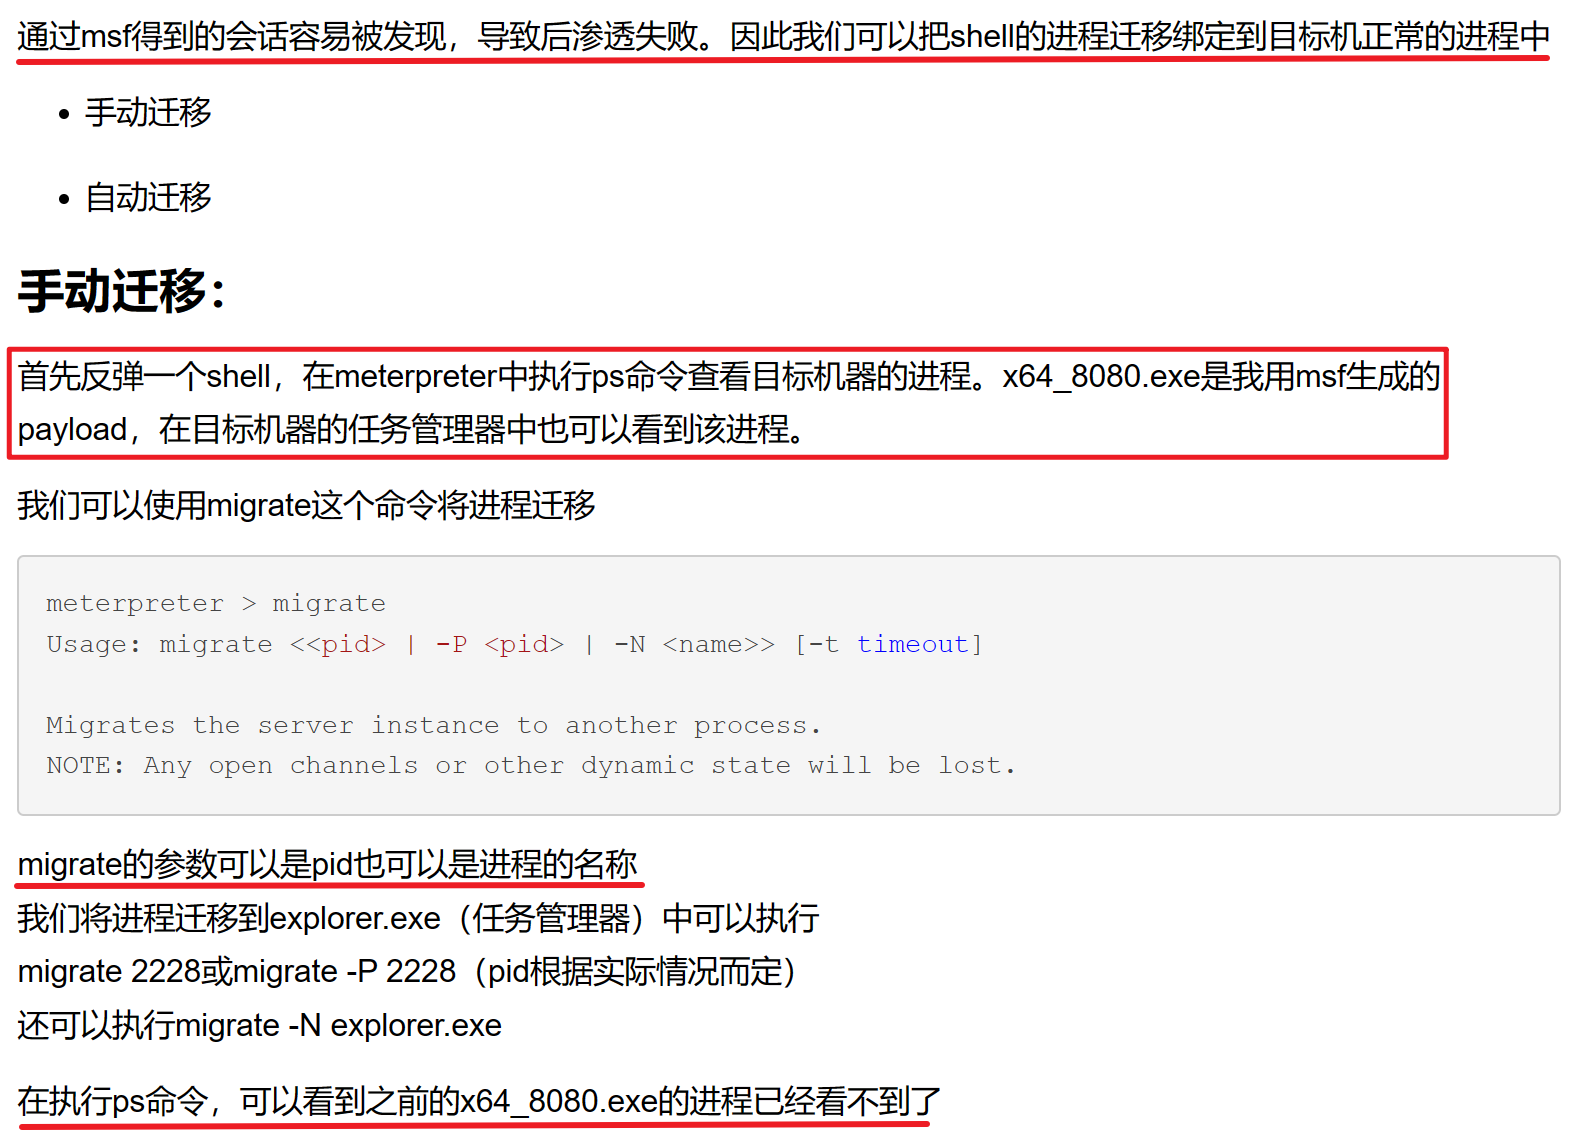 通过msf得到的会话容易被发现，导致后渗透失败。因此我们可以把shell的进程迁移绑定到目标机正常的进程中
• 手动迁移
• 自动迁移
手动迁移：
首先反弹一个shell，在meterpreter中执行ps命令查看目标机器的进程。x64_8080.exe是我用msf生成的
payload，在目标机器的任务管理器中也可以看到该进程。
我们可以使用migrate这个命令将进程迁移
meterpreter > migrate
Usage: migrate <<pid> | -P <pid> | -N <name>> [-t timeout]
Migrates the server instance to another process.
NOTE: Any open channels or other dynamic state will be lost.
migrate的参数可以是pid也可以是进程的名称
我们将进程迁移到explorer.exe（任务管理器）中可以执行
migrate 2228或migrate -P 2228（pid根据实际情况而定）
还可以执行migrate -N explorer.exe
在执行ps命令，可以看到之前的x64_8080.exe的进程已经看不到了